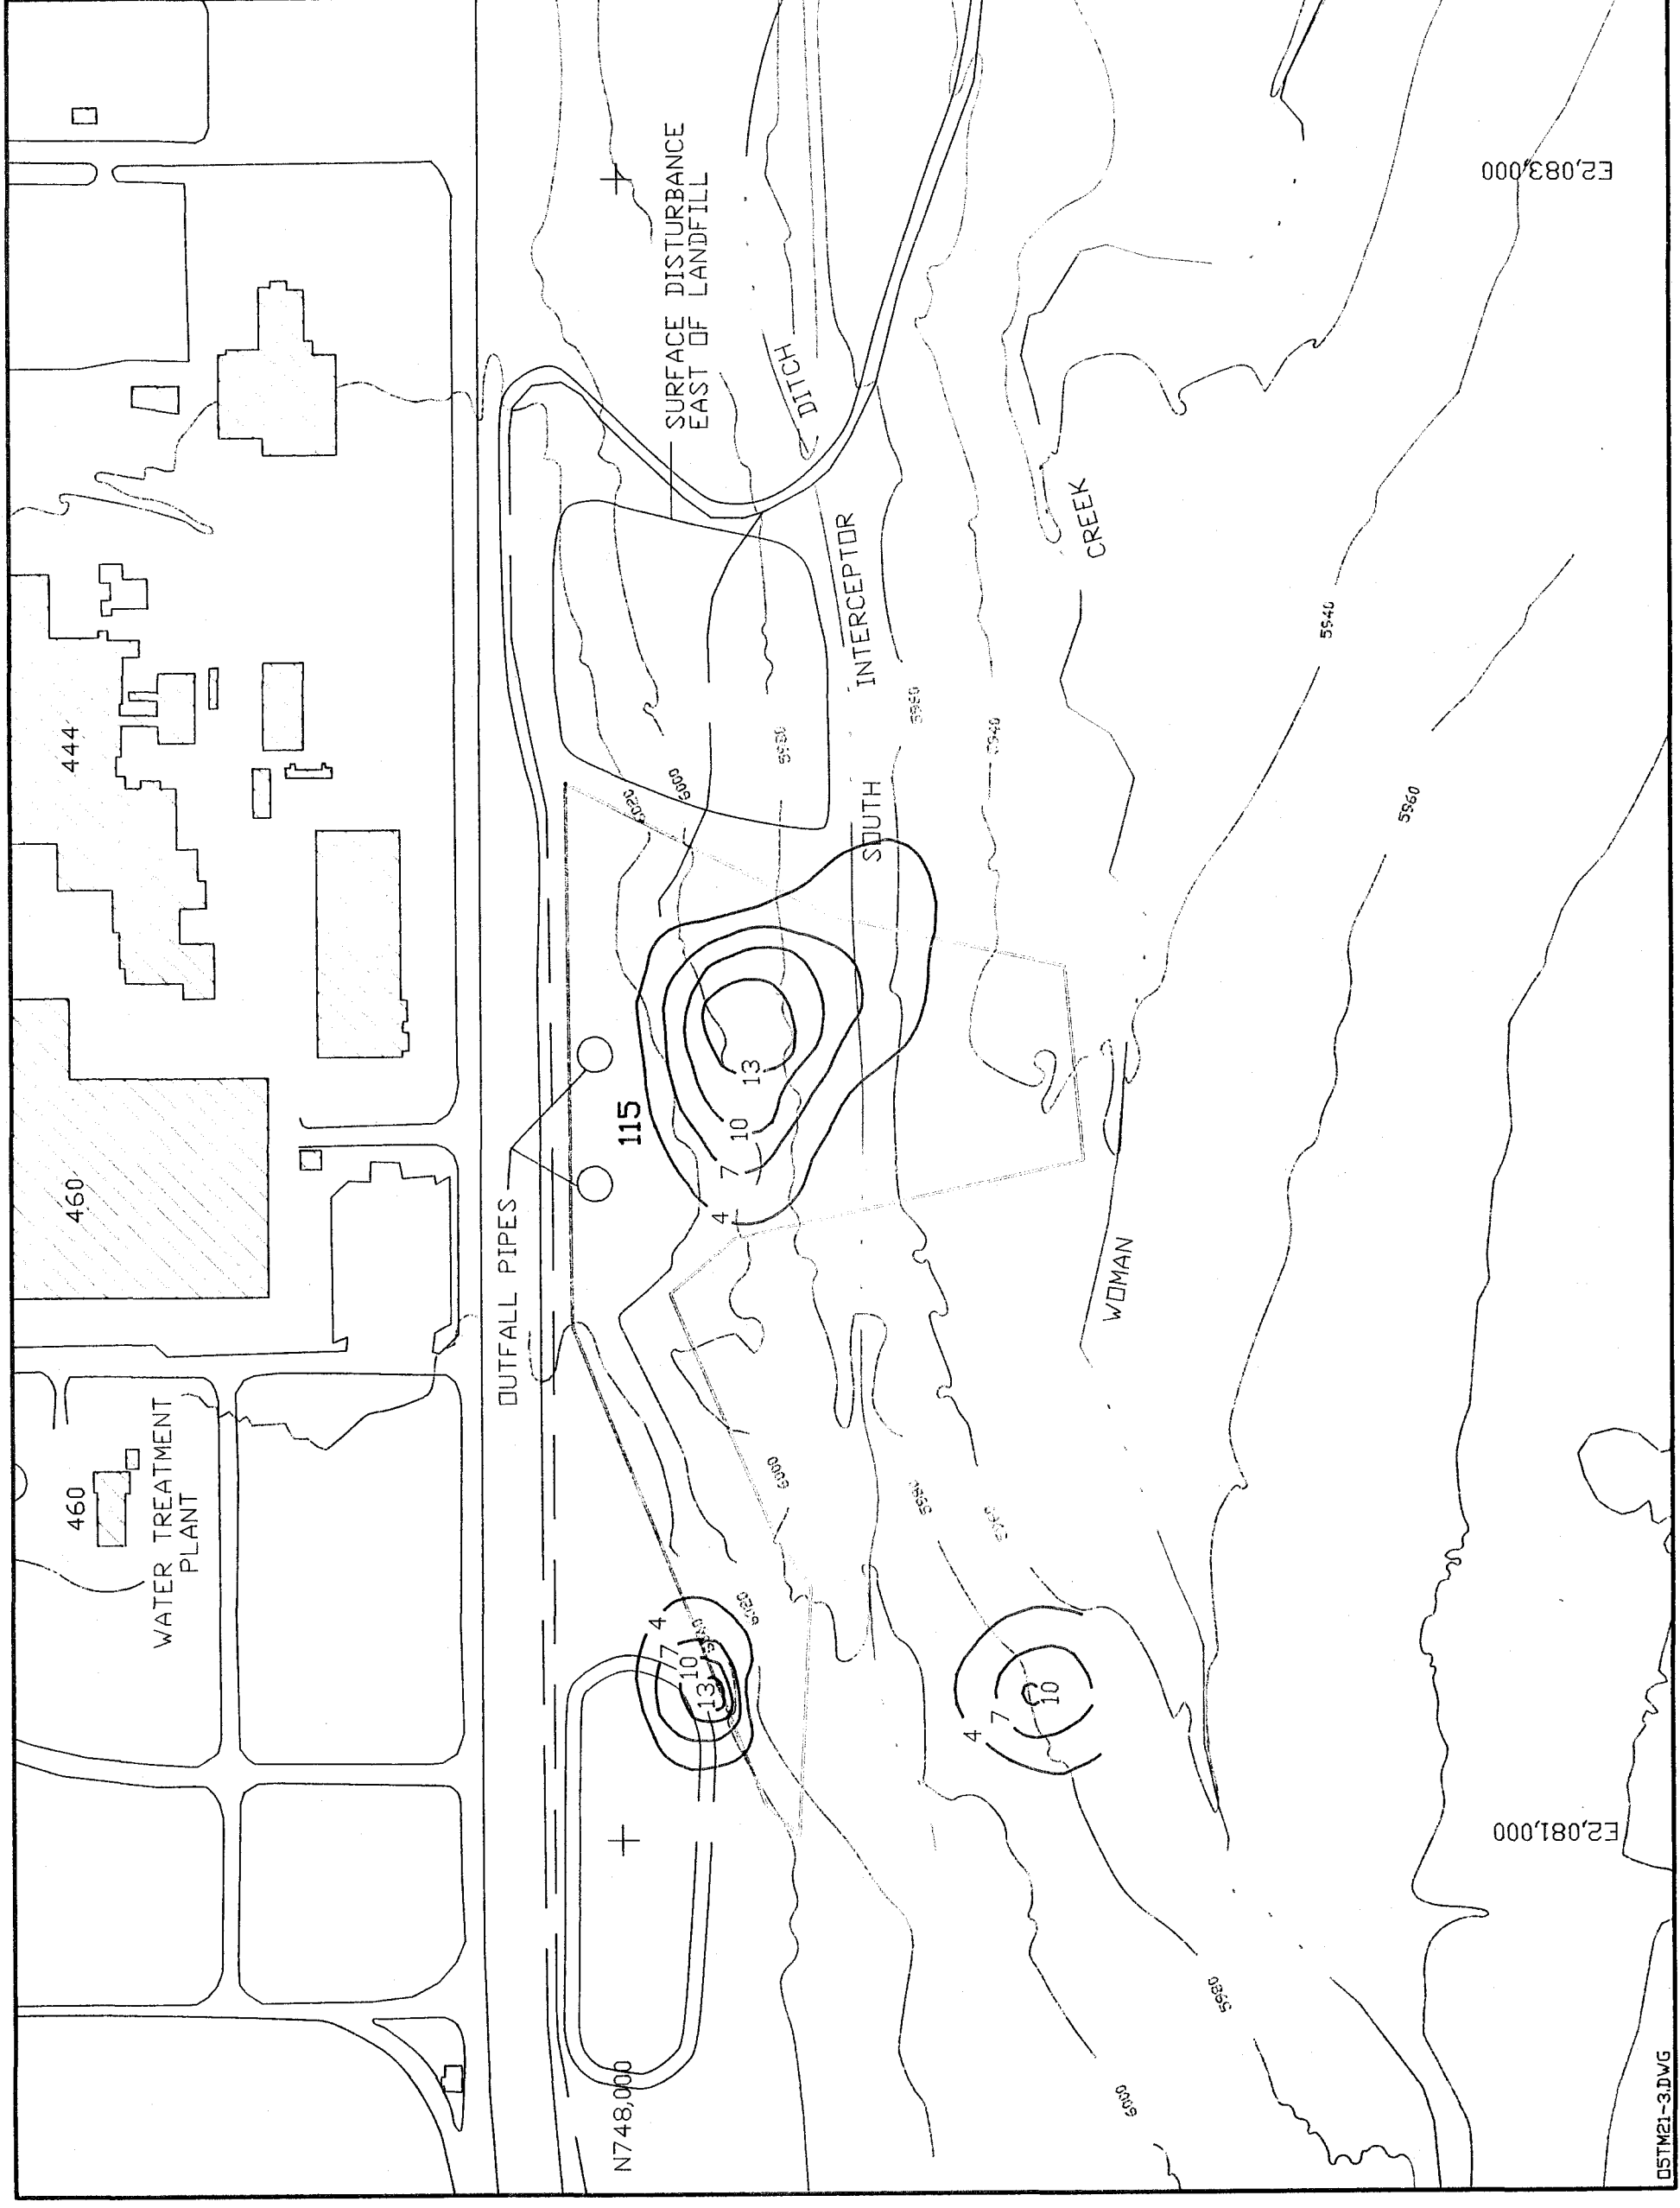 444
460
460
WATER TREATMENT
PLANT
OUTFALL PIPES
115
SURFACE DISTURBANCE
EAST OF LANDFILL
SOUTH
INTERCEPTOR
DITCH
WOMAN
CREEK
4
7
10
13
4
7
10
13
4
7
10
6020
6000
5980
5960
5940
5940
5960
6000
5980
5960
6020
5980
6000
N748,000
E2,081,000
E2,083,000
05TM21-3.DWG